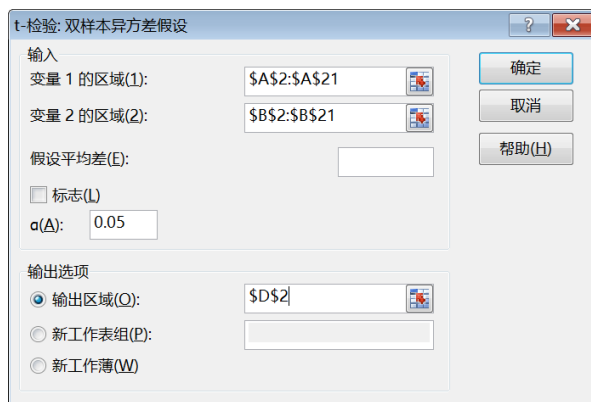 t-检验: 双样本异方差假设
输入
变量 1 的区域(1): $A$2:$A$21
变量 2 的区域(2): $B$2:$B$21
假设平均差(E):
标志(L)
α(A): 0.05
确定
取消
帮助(H)
输出选项
输出区域(O): $D$2
新工作表组(P):
新工作薄(W)